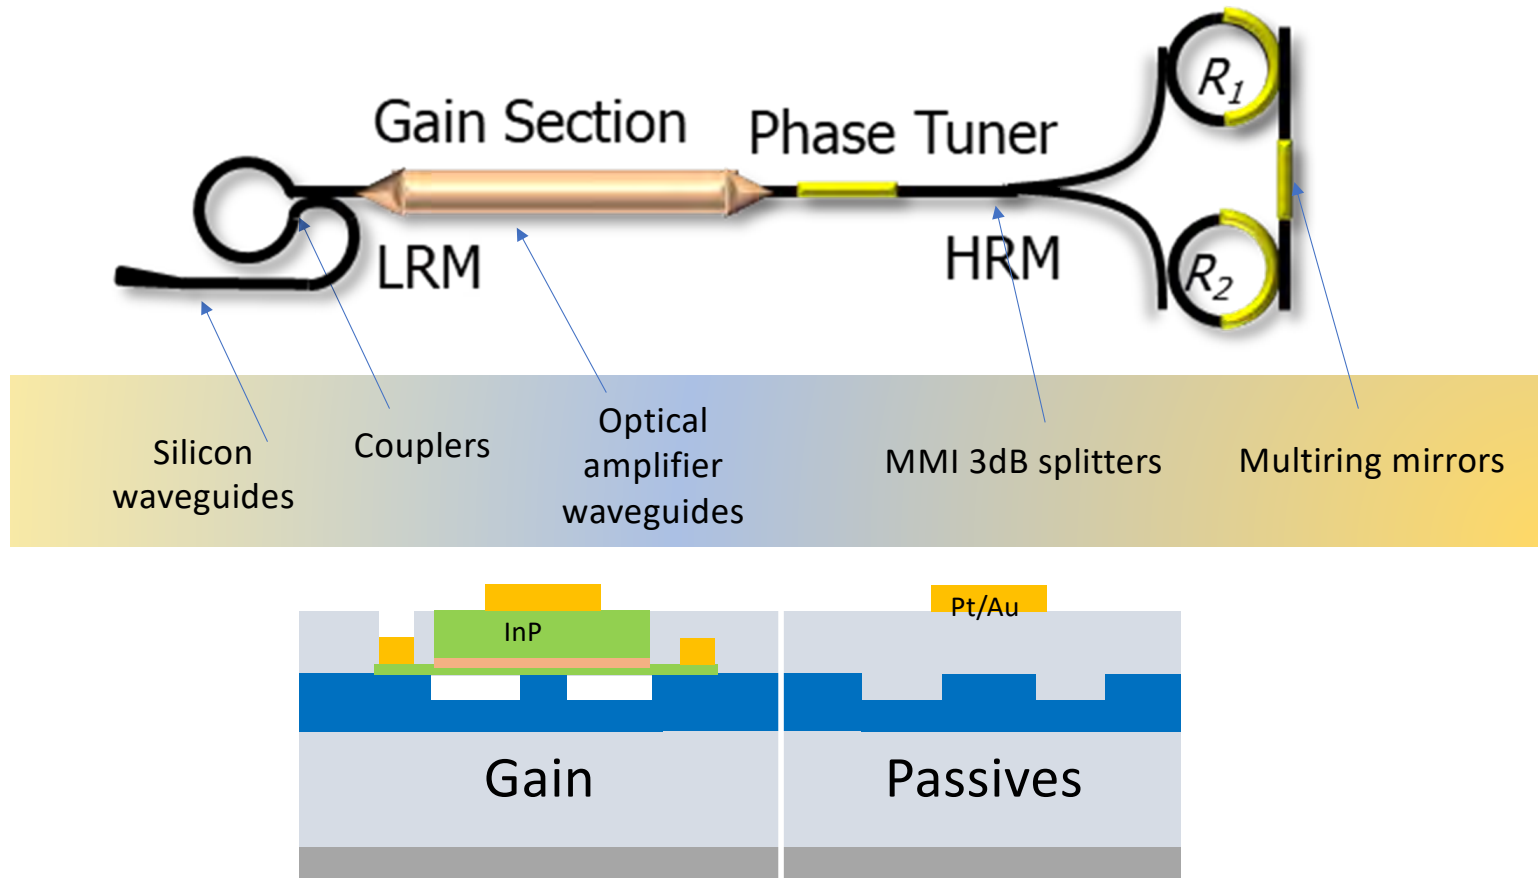 Gain Section
Phase Tuner
R1
LRM
HRM
R2
Silicon
waveguides
Couplers
Optical
amplifier
waveguides
MMI 3dB splitters
Multiring mirrors
InP
Pt/Au
Gain
Passives